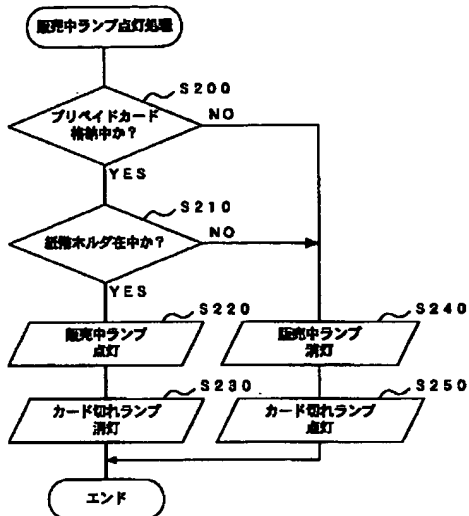 販売中ランプ点灯処理
S200
プリペイドカード
格納中か?
NO
YES
S210
紙幣ホルダ在中か?
NO
YES
S220
販売中ランプ
点灯
S240
販売中ランプ
消灯
S230
カード切れランプ
消灯
S250
カード切れランプ
点灯
エンド